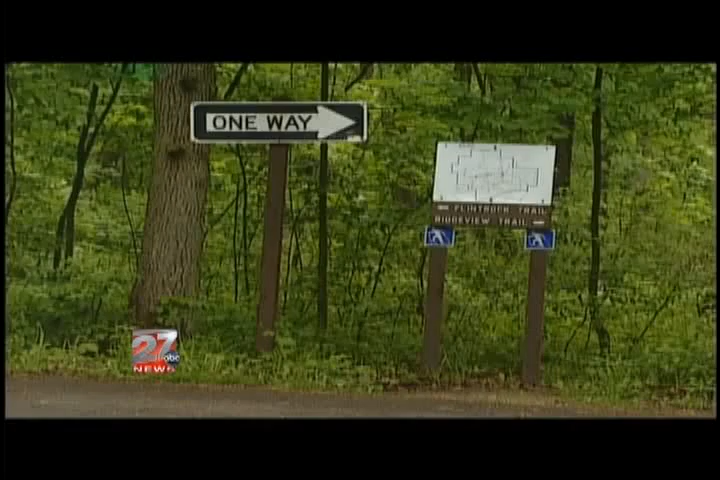 ONE WAY
FLINTROCK TRAIL
RIDGEVIEW TRAIL
27 abc
NEWS